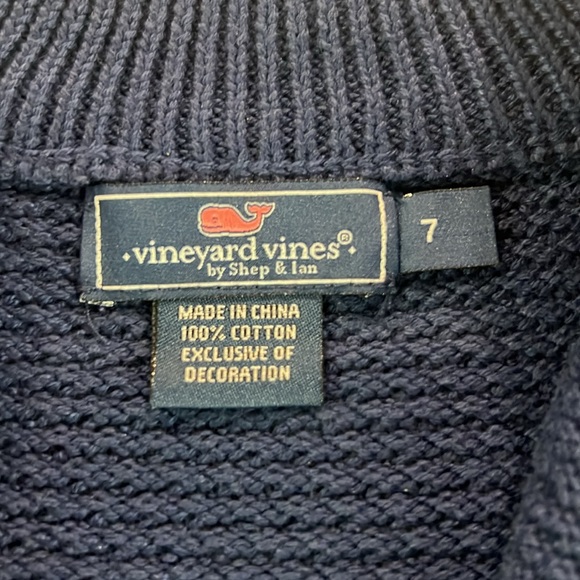 ·vineyard vines®·
by Shep & Ian
7
MADE IN CHINA
100% COTTON
EXCLUSIVE OF
DECORATION